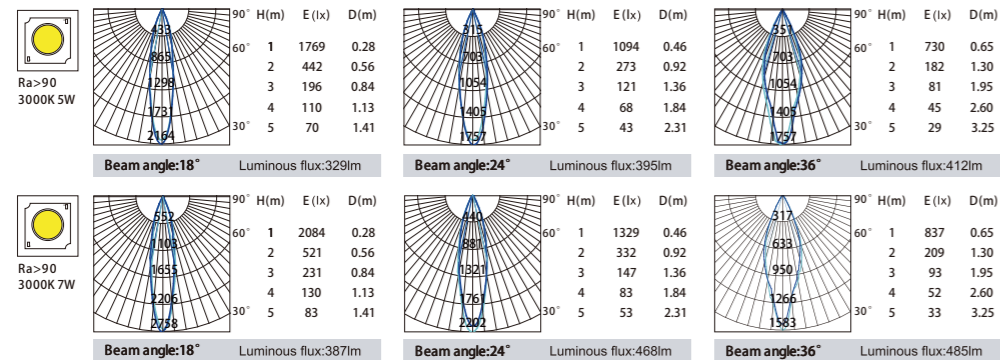 Ra>90
3000K 5W
433
865
1298
1731
2164
90° H(m) E(lx) D(m)
60° 1 1769 0.28
2 442 0.56
3 196 0.84
4 110 1.13
30° 5 70 1.41
Beam angle:18° Luminous flux:329lm
315
703
1054
1405
1757
90° H(m) E(lx) D(m)
60° 1 1094 0.46
2 273 0.92
3 121 1.36
4 68 1.84
30° 5 43 2.31
Beam angle:24° Luminous flux:395lm
351
703
1054
1405
1757
90° H(m) E(lx) D(m)
60° 1 730 0.65
2 182 1.30
3 81 1.95
4 45 2.60
30° 5 29 3.25
Beam angle:36° Luminous flux:412lm
Ra>90
3000K 7W
552
1103
1655
2206
2758
90° H(m) E(lx) D(m)
60° 1 2084 0.28
2 521 0.56
3 231 0.84
4 130 1.13
30° 5 83 1.41
Beam angle:18° Luminous flux:387lm
440
881
1321
1761
2202
90° H(m) E(lx) D(m)
60° 1 1329 0.46
2 332 0.92
3 147 1.36
4 83 1.84
30° 5 53 2.31
Beam angle:24° Luminous flux:468lm
317
633
950
1266
1583
90° H(m) E(lx) D(m)
60° 1 837 0.65
2 209 1.30
3 93 1.95
4 52 2.60
30° 5 33 3.25
Beam angle:36° Luminous flux:485lm